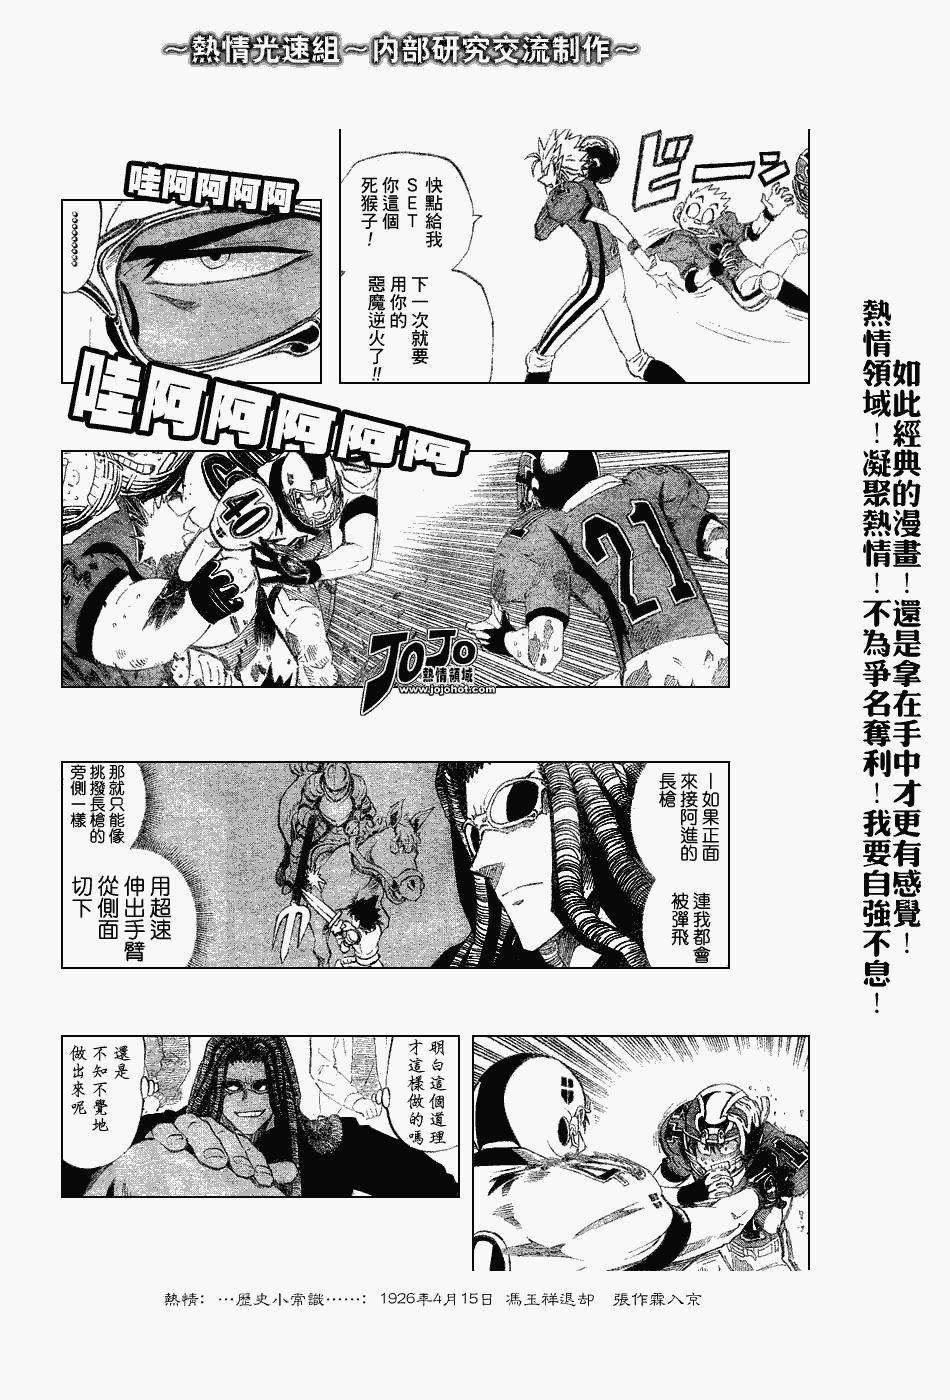 ～熱情光速組～内部研究交流制作～
ビーン
快點給我
SET
你這個
死猴子！
下一次就要
用你的
惡魔逆火了!!
哇阿阿阿阿
………
哇阿阿阿阿阿
40
21
JoJo
熱情領域
www.jojohot.com
—如果正面
來接阿進的
長槍
連我都會
被彈飛
那就只能像
挑撥長槍的
旁側一樣
用超速
伸出手臂
從側面
切下
明白這個道理
才這樣做的嗎
還是
不知不覺地
做出來呢
如此經典的漫畫！還是拿在手中才更有感覺！
熱情領域！凝聚熱情！不為爭名奪利！我要自強不息！
熱情：…歷史小常識……：1926年4月15日 馮玉祥退却 張作霖入京